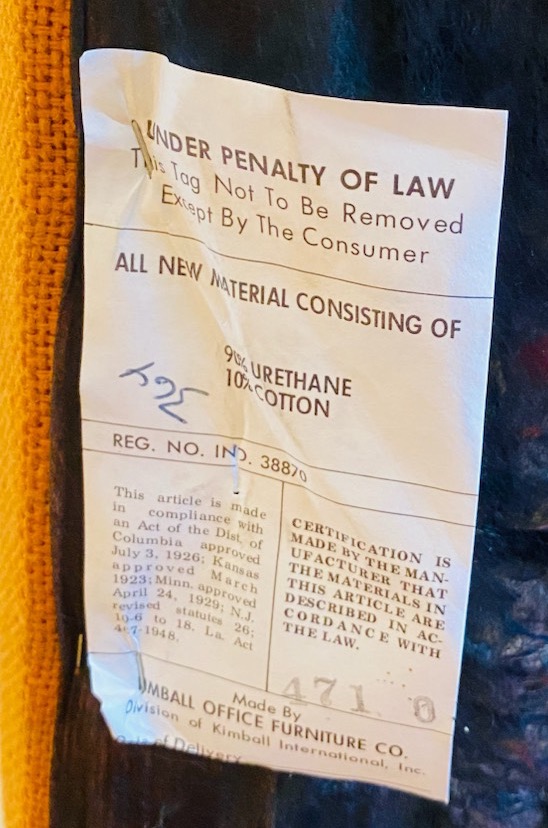 UNDER PENALTY OF LAW
This Tag Not To Be Removed
Except By The Consumer
ALL NEW MATERIAL CONSISTING OF
90% URETHANE
10% COTTON
REG. NO. IND. 38870
This article is made
in compliance with
an Act of the Dist. of
Columbia approved
July 3, 1926; Kansas
approved March
1923; Minn. approved
April 24, 1929; N.J.
revised statutes 26;
10-6 to 18. La. Act
467-1948.
CERTIFICATION IS
MADE BY THE MAN-
UFACTURER THAT
THE MATERIALS IN
THIS ARTICLE ARE
DESCRIBED IN AC-
CORDANCE WITH
THE LAW.
471 0
Made By
KIMBALL OFFICE FURNITURE CO.
Division of Kimball International, Inc.
Date of Delivery